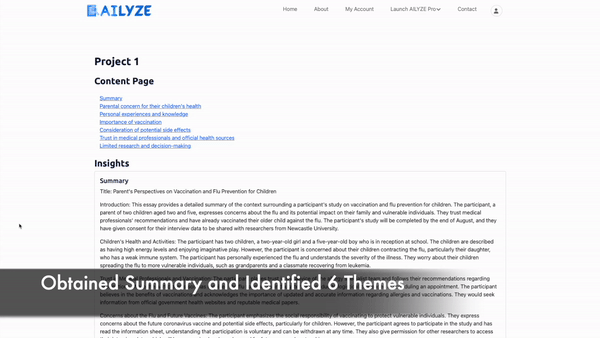 AILYZE
Home About My Account Launch AILYZE Pro Contact
Project 1
Content Page
Summary
Parental concern for their children's health
Personal experiences and knowledge
Importance of vaccination
Consideration of potential side effects
Trust in medical professionals and official health sources
Limited research and decision-making
Insights
Summary
Title: Parent's Perspectives on Vaccination and Flu Prevention for Children
Introduction: This essay provides a detailed summary of the context surrounding a participant's study on vaccination and flu prevention for children. The participant, a
parent of two children aged two and five, expresses concerns about the flu and its potential impact on their family and vulnerable individuals. They trust medical
professionals' recommendations and have already vaccinated their older child against the flu. The participant's study will be completed by the end of August, and they
have given consent for their interview data to be shared with researchers from Newcastle University.
Children's Health and Activities: The participant has two children, a two-year-old girl and a five-year-old boy who is in reception at school. The children are described
as having high energy levels and enjoying imaginative play. However, the participant is concerned about their children contracting the flu, particularly their daughter,
who has a weak immune system. The participant has personally experienced the flu and understands the severity of the illness. They worry about their children
spreading the flu to more vulnerable individuals, such as grandparents and a classmate recovering from leukemia.
and follows their recommendations regarding
during an appointment. The participant
believes in the benefits of vaccination and acknowledges the importance of updated and accurate information regarding allergies and vaccinations. They would seek
information from official government health websites and reputable medical papers.
Obtained Summary and Identified 6 Themes
Concerns about the Flu and Future Vaccines: The participant emphasizes the social responsibility of vaccinating to protect vulnerable individuals. They express
concerns about the future coronavirus vaccine and potential side effects, particularly for children. However, the participant agrees to participate in the study and has
read the information sheet, understanding that participation is voluntary and can be withdrawn at any time. They also give permission for other researchers to access